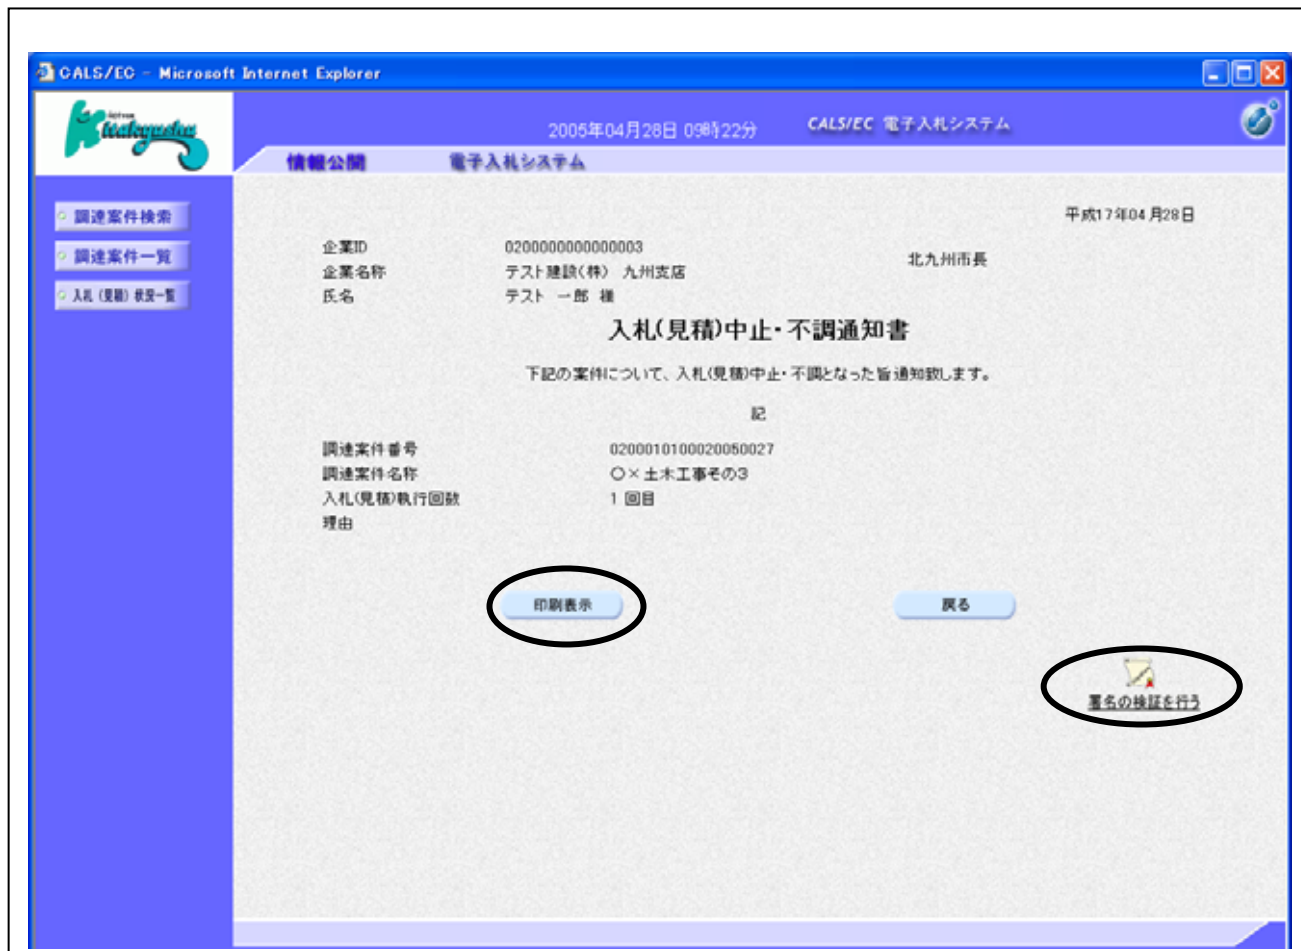 CALS/EC - Microsoft Internet Explorer
Kitakyushu
2005年04月28日 09時22分 CALS/EC 電子入札システム
情報公開 電子入札システム
調達案件検索
調達案件一覧
入札(見積)状況一覧
平成17年04月28日
企業ID 0200000000000003
北九州市長
企業名称 テスト建設(株) 九州支店
氏名 テスト 一郎 様
入札(見積)中止・不調通知書
下記の案件について、入札(見積)中止・不調となった旨通知致します。
記
調達案件番号 0200010100020050027
調達案件名称 ○×土木工事その3
入札(見積)執行回数 1 回目
理由
印刷表示 戻る
署名の検証を行う